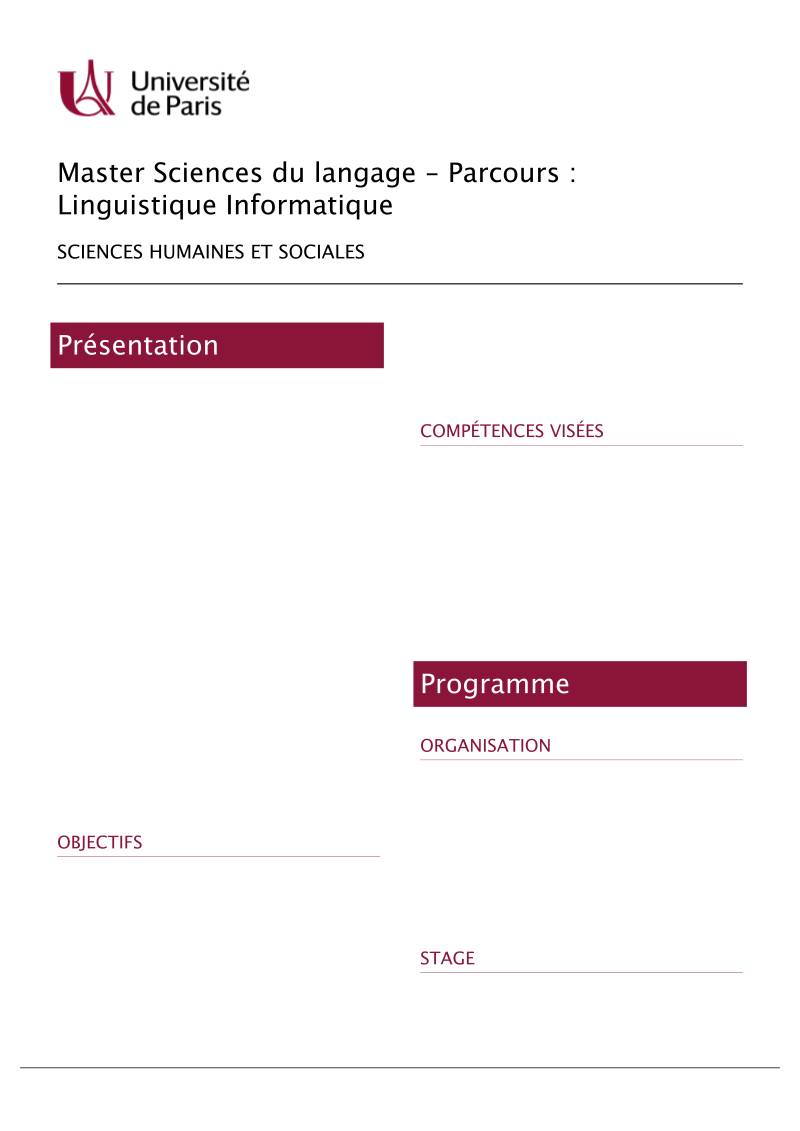 Université
de Paris
Master Sciences du langage – Parcours :
Linguistique Informatique
SCIENCES HUMAINES ET SOCIALES
Présentation
OBJECTIFS
COMPÉTENCES VISÉES
Programme
ORGANISATION
STAGE